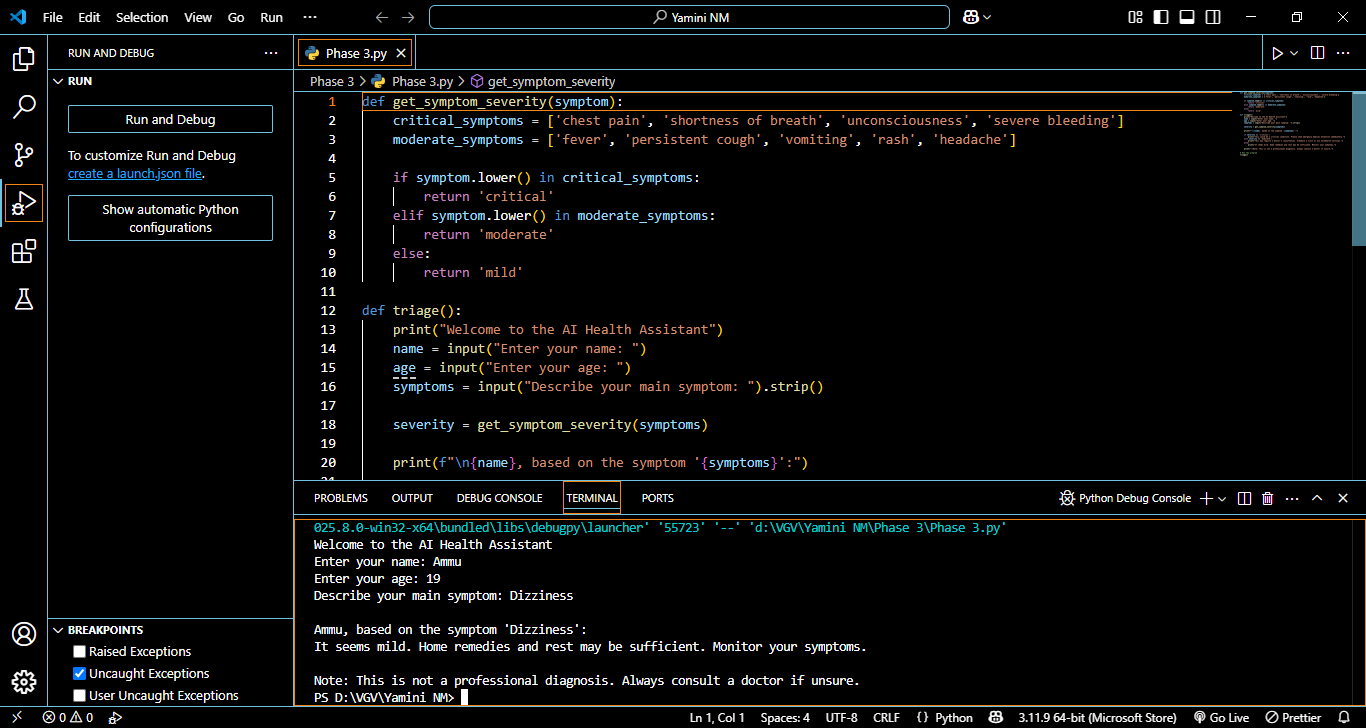 File Edit Selection View Go Run ··· Yamini NM
RUN AND DEBUG ···
RUN
Run and Debug
To customize Run and Debug
create a launch.json file.
Show automatic Python
configurations
BREAKPOINTS
Raised Exceptions
Uncaught Exceptions
User Uncaught Exceptions
Phase 3.py
Phase 3 > Phase 3.py > get_symptom_severity
1 def get_symptom_severity(symptom):
2 critical_symptoms = ['chest pain', 'shortness of breath', 'unconsciousness', 'severe bleeding']
3 moderate_symptoms = ['fever', 'persistent cough', 'vomiting', 'rash', 'headache']
4
5 if symptom.lower() in critical_symptoms:
6 return 'critical'
7 elif symptom.lower() in moderate_symptoms:
8 return 'moderate'
9 else:
10 return 'mild'
11
12 def triage():
13 print("Welcome to the AI Health Assistant")
14 name = input("Enter your name: ")
15 age = input("Enter your age: ")
16 symptoms = input("Describe your main symptom: ").strip()
17
18 severity = get_symptom_severity(symptoms)
19
20 print(f"\n{name}, based on the symptom '{symptoms}':")
PROBLEMS OUTPUT DEBUG CONSOLE TERMINAL PORTS Python Debug Console
025.8.0-win32-x64\bundled\libs\debugpy\launcher' '55723' '--' 'd:\VGV\Yamini NM\Phase 3\Phase 3.py'
Welcome to the AI Health Assistant
Enter your name: Ammu
Enter your age: 19
Describe your main symptom: Dizziness
Ammu, based on the symptom 'Dizziness':
It seems mild. Home remedies and rest may be sufficient. Monitor your symptoms.
Note: This is not a professional diagnosis. Always consult a doctor if unsure.
PS D:\VGV\Yamini NM>
0 0 Ln 1, Col 1 Spaces: 4 UTF-8 CRLF {} Python 3.11.9 64-bit (Microsoft Store) Go Live Prettier